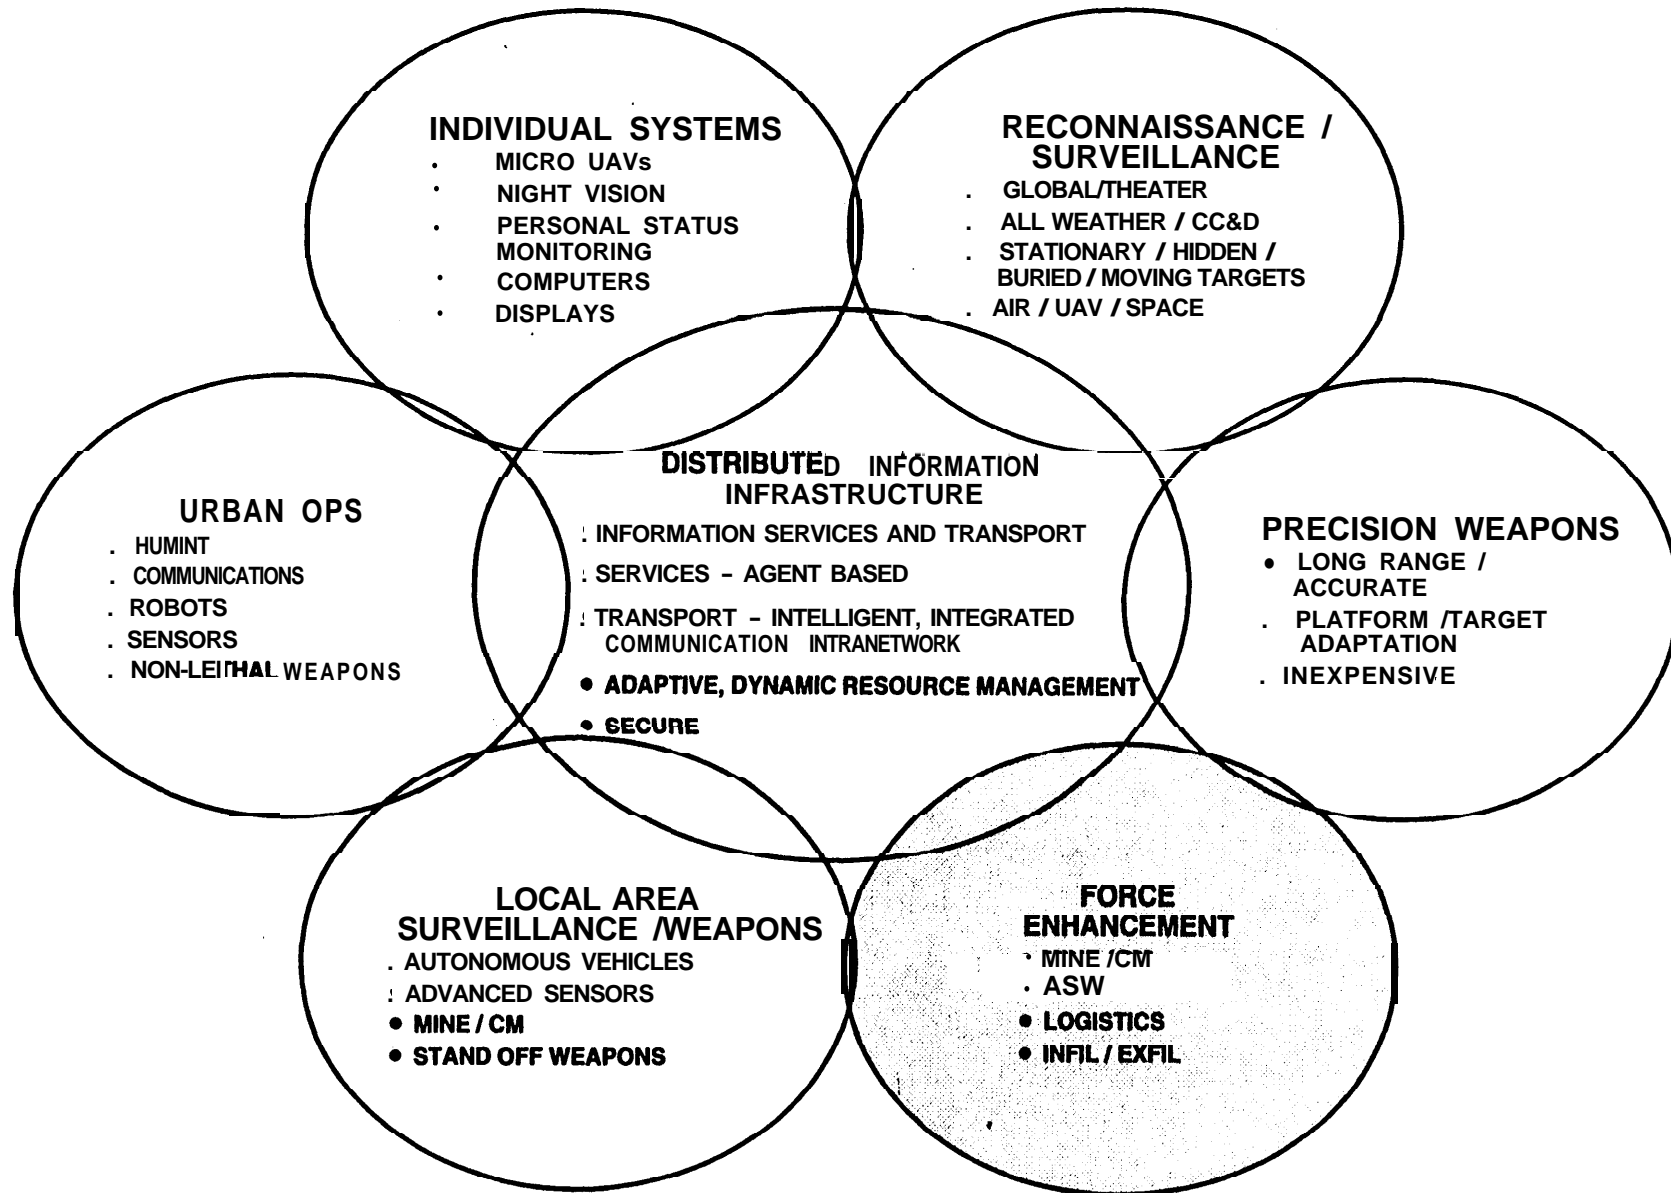 INDIVIDUAL SYSTEMS
· MICRO UAVs
· NIGHT VISION
· PERSONAL STATUS
MONITORING
· COMPUTERS
· DISPLAYS
RECONNAISSANCE /
SURVEILLANCE
. GLOBAL/THEATER
. ALL WEATHER / CC&D
. STATIONARY / HIDDEN /
BURIED / MOVING TARGETS
. AIR / UAV / SPACE
URBAN OPS
. HUMINT
. COMMUNICATIONS
. ROBOTS
. SENSORS
. NON-LEITHAL WEAPONS
DISTRIBUTED INFORMATION
INFRASTRUCTURE
. INFORMATION SERVICES AND TRANSPORT
. SERVICES – AGENT BASED
. TRANSPORT – INTELLIGENT, INTEGRATED
COMMUNICATION INTRANETWORK
• ADAPTIVE, DYNAMIC RESOURCE MANAGEMENT
• SECURE
PRECISION WEAPONS
• LONG RANGE /
ACCURATE
. PLATFORM /TARGET
ADAPTATION
. INEXPENSIVE
LOCAL AREA
SURVEILLANCE /WEAPONS
. AUTONOMOUS VEHICLES
. ADVANCED SENSORS
• MINE / CM
• STAND OFF WEAPONS
FORCE
ENHANCEMENT
· MINE /CM
· ASW
• LOGISTICS
• INFIL / EXFIL